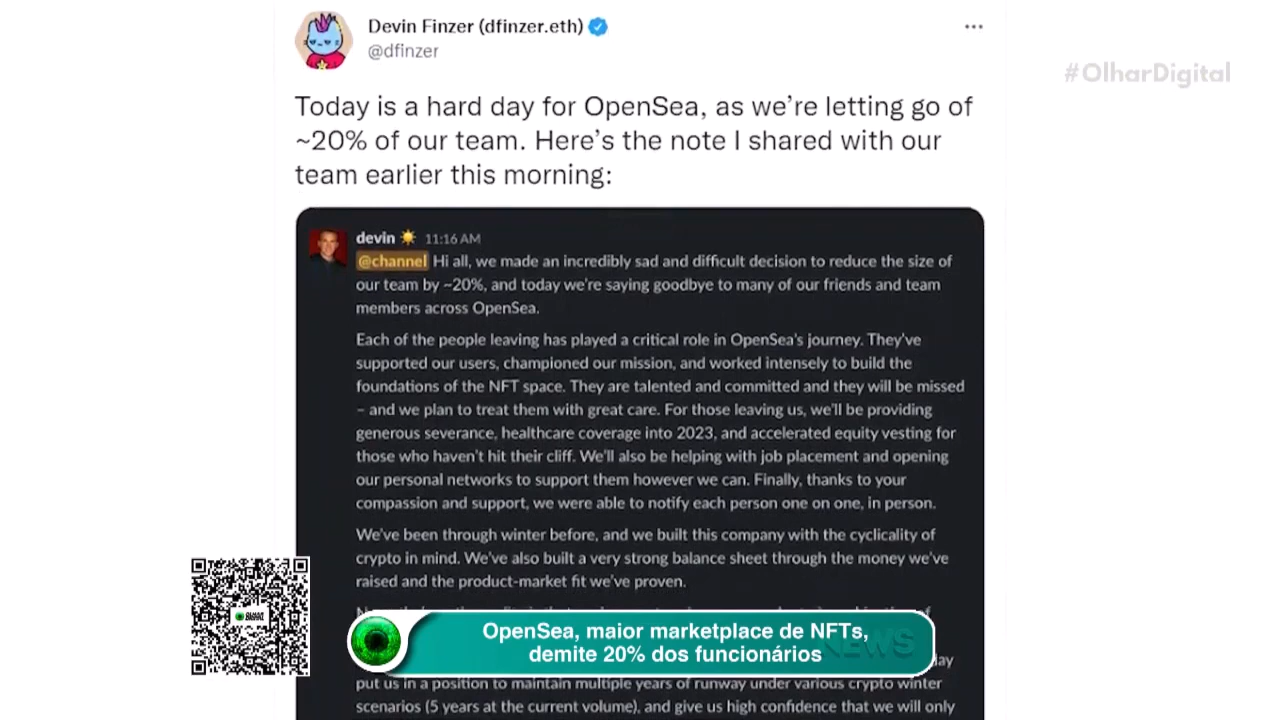 Devin Finzer (dfinzer.eth)
@dfinzer
#OlharDigital
Today is a hard day for OpenSea, as we're letting go of
~20% of our team. Here's the note I shared with our
team earlier this morning:
devin 11:16 AM
@channel Hi all, we made an incredibly sad and difficult decision to reduce the size of
our team by ~20%, and today we're saying goodbye to many of our friends and team
members across OpenSea.
Each of the people leaving has played a critical role in OpenSea's journey. They've
supported our users, championed our mission, and worked intensely to build the
foundations of the NFT space. They are talented and committed and they will be missed
– and we plan to treat them with great care. For those leaving us, we'll be providing
generous severance, healthcare coverage into 2023, and accelerated equity vesting for
those who haven't hit their cliff. We'll also be helping with job placement and opening
our personal networks to support them however we can. Finally, thanks to your
compassion and support, we were able to notify each person one on one, in person.
We've been through winter before, and we built this company with the cyclicality of
crypto in mind. We've also built a very strong balance sheet through the money we've
raised and the product-market fit we've proven.
OpenSea, maior marketplace de NFTs,
demite 20% dos funcionários
NEWS
put us in a position to maintain multiple years of runway under various crypto winter
scenarios (5 years at the current volume), and give us high confidence that we will only